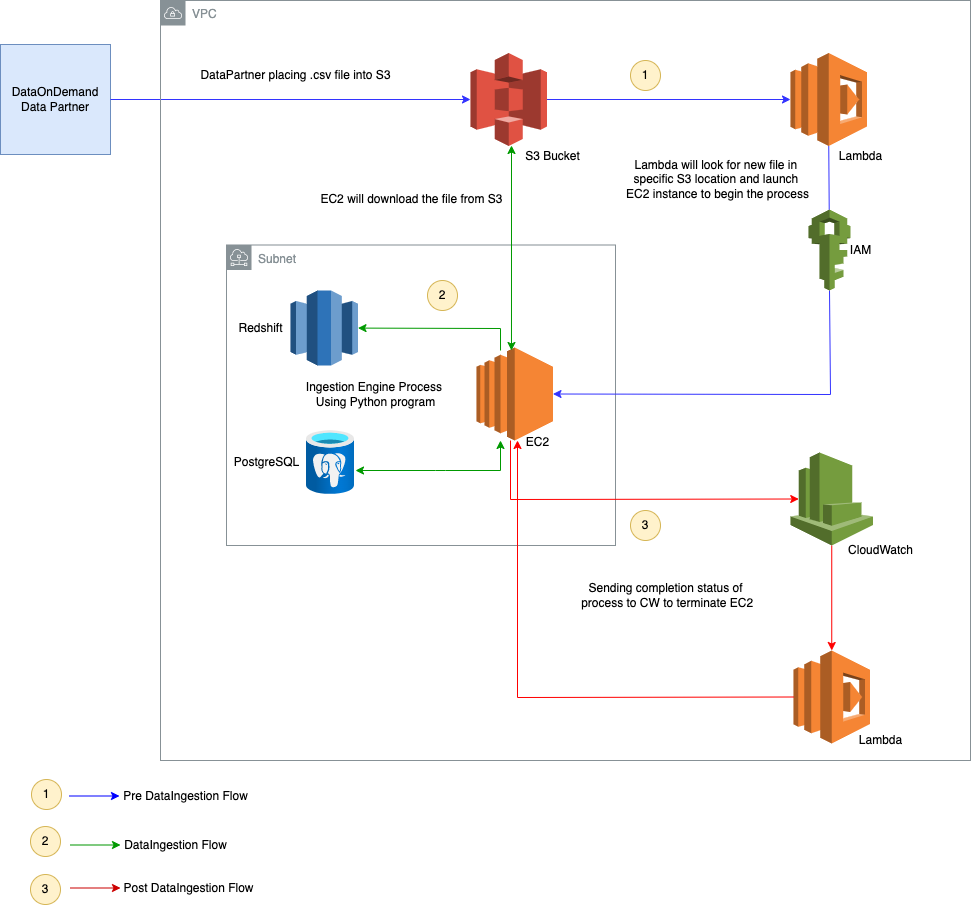 VPC
DataOnDemand
Data Partner
DataPartner placing .csv file into S3
1
S3 Bucket
Lambda
Lambda will look for new file in
specific S3 location and launch
EC2 instance to begin the process
EC2 will download the file from S3
IAM
Subnet
2
Redshift
Ingestion Engine Process
Using Python program
EC2
PostgreSQL
3
CloudWatch
Sending completion status of
process to CW to terminate EC2
Lambda
1
Pre DataIngestion Flow
2
DataIngestion Flow
3
Post DataIngestion Flow